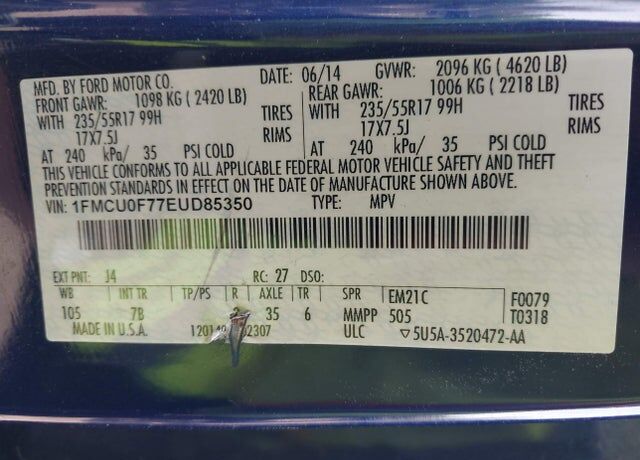 MFD. BY FORD MOTOR CO. DATE: 06/14 GVWR: 2096 KG ( 4620 LB)
FRONT GAWR: 1098 KG ( 2420 LB) REAR GAWR: 1006 KG ( 2218 LB)
WITH 235/55R17 99H TIRES WITH 235/55R17 99H TIRES
17X7.5J RIMS 17X7.5J RIMS
AT 240 kPa/ 35 PSI COLD AT 240 kPa/ 35 PSI COLD
THIS VEHICLE CONFORMS TO ALL APPLICABLE FEDERAL MOTOR VEHICLE SAFETY AND THEFT
PREVENTION STANDARDS IN EFFECT ON THE DATE OF MANUFACTURE SHOWN ABOVE.
VIN: 1FMCU0F77EUD85350 TYPE: MPV
EXT PNT: J4 RC: 27 DSO:
WB INT TR TP/PS R AXLE TR SPR EM21C F0079
105 7B 35 6 MMPP 505 T0318
MADE IN U.S.A. 2307 ULC ▽5U5A-3520472-AA